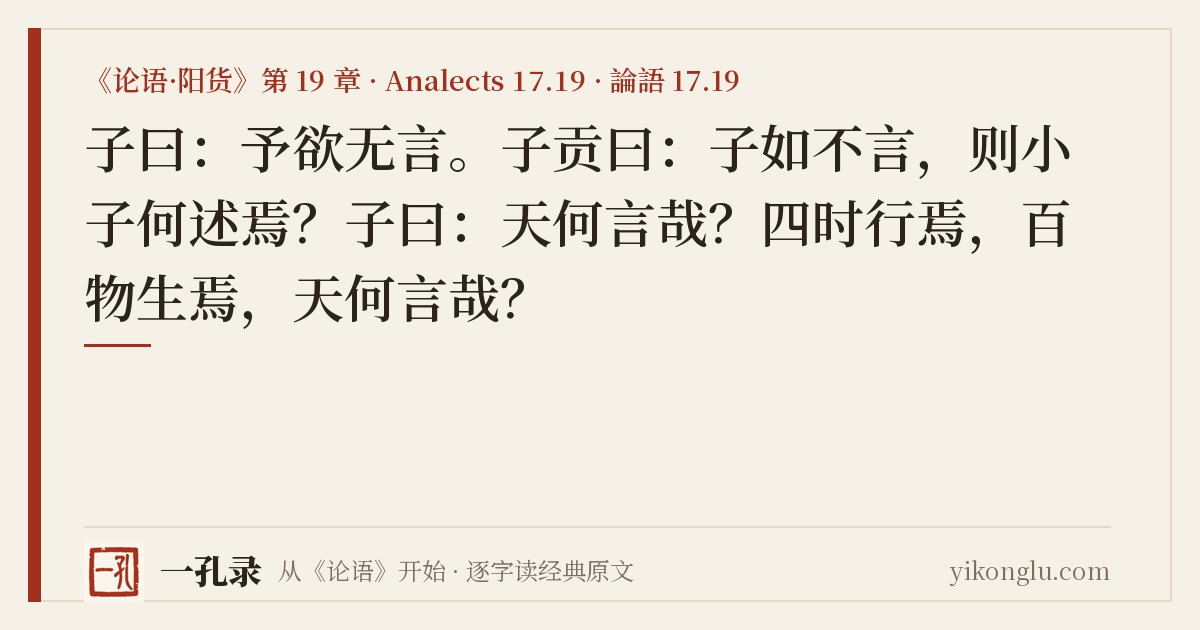 《论语·阳货》第 19 章 · Analects 17.19 · 論語 17.19
子曰：予欲无言。子贡曰：子如不言，则小
子何述焉？子曰：天何言哉？四时行焉，百
物生焉，天何言哉？
一孔
一孔录 从《论语》开始 · 逐字读经典原文 yikonglu.com